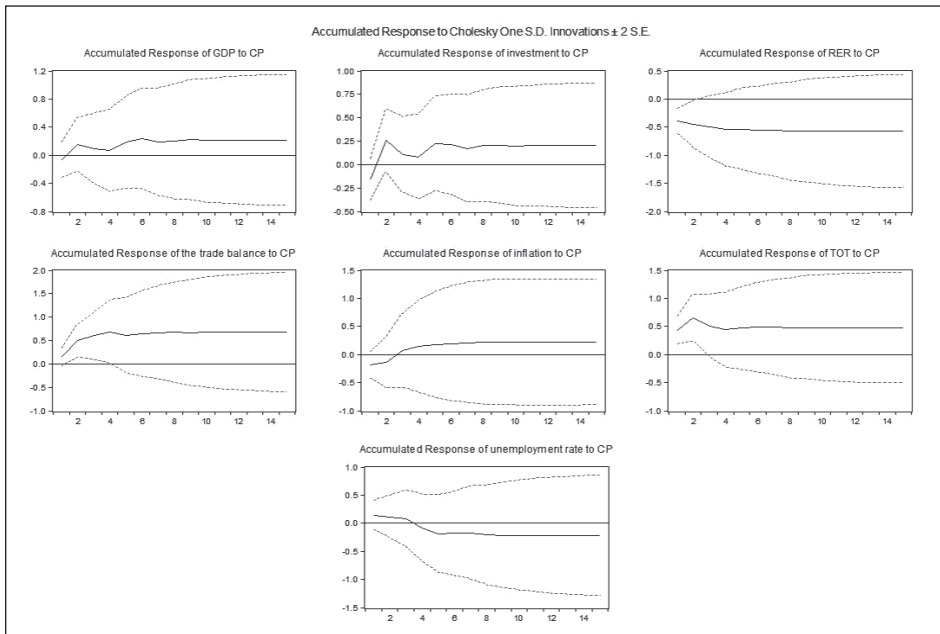 Accumulated Response to Cholesky One S.D. Innovations ± 2 S.E.
Accumulated Response of GDP to CP
1.2
0.8
0.4
0.0
-0.4
-0.8
2 4 6 8 10 12 14
Accumulated Response of investment to CP
1.00
0.75
0.50
0.25
0.00
-0.25
-0.50
2 4 6 8 10 12 14
Accumulated Response of RER to CP
0.5
0.0
-0.5
-1.0
-1.5
-2.0
2 4 6 8 10 12 14
Accumulated Response of the trade balance to CP
2.0
1.5
1.0
0.5
0.0
-0.5
-1.0
2 4 6 8 10 12 14
Accumulated Response of inflation to CP
1.5
1.0
0.5
0.0
-0.5
-1.0
2 4 6 8 10 12 14
Accumulated Response of TOT to CP
1.5
1.0
0.5
0.0
-0.5
-1.0
2 4 6 8 10 12 14
Accumulated Response of unemployment rate to CP
1.0
0.5
0.0
-0.5
-1.0
-1.5
2 4 6 8 10 12 14